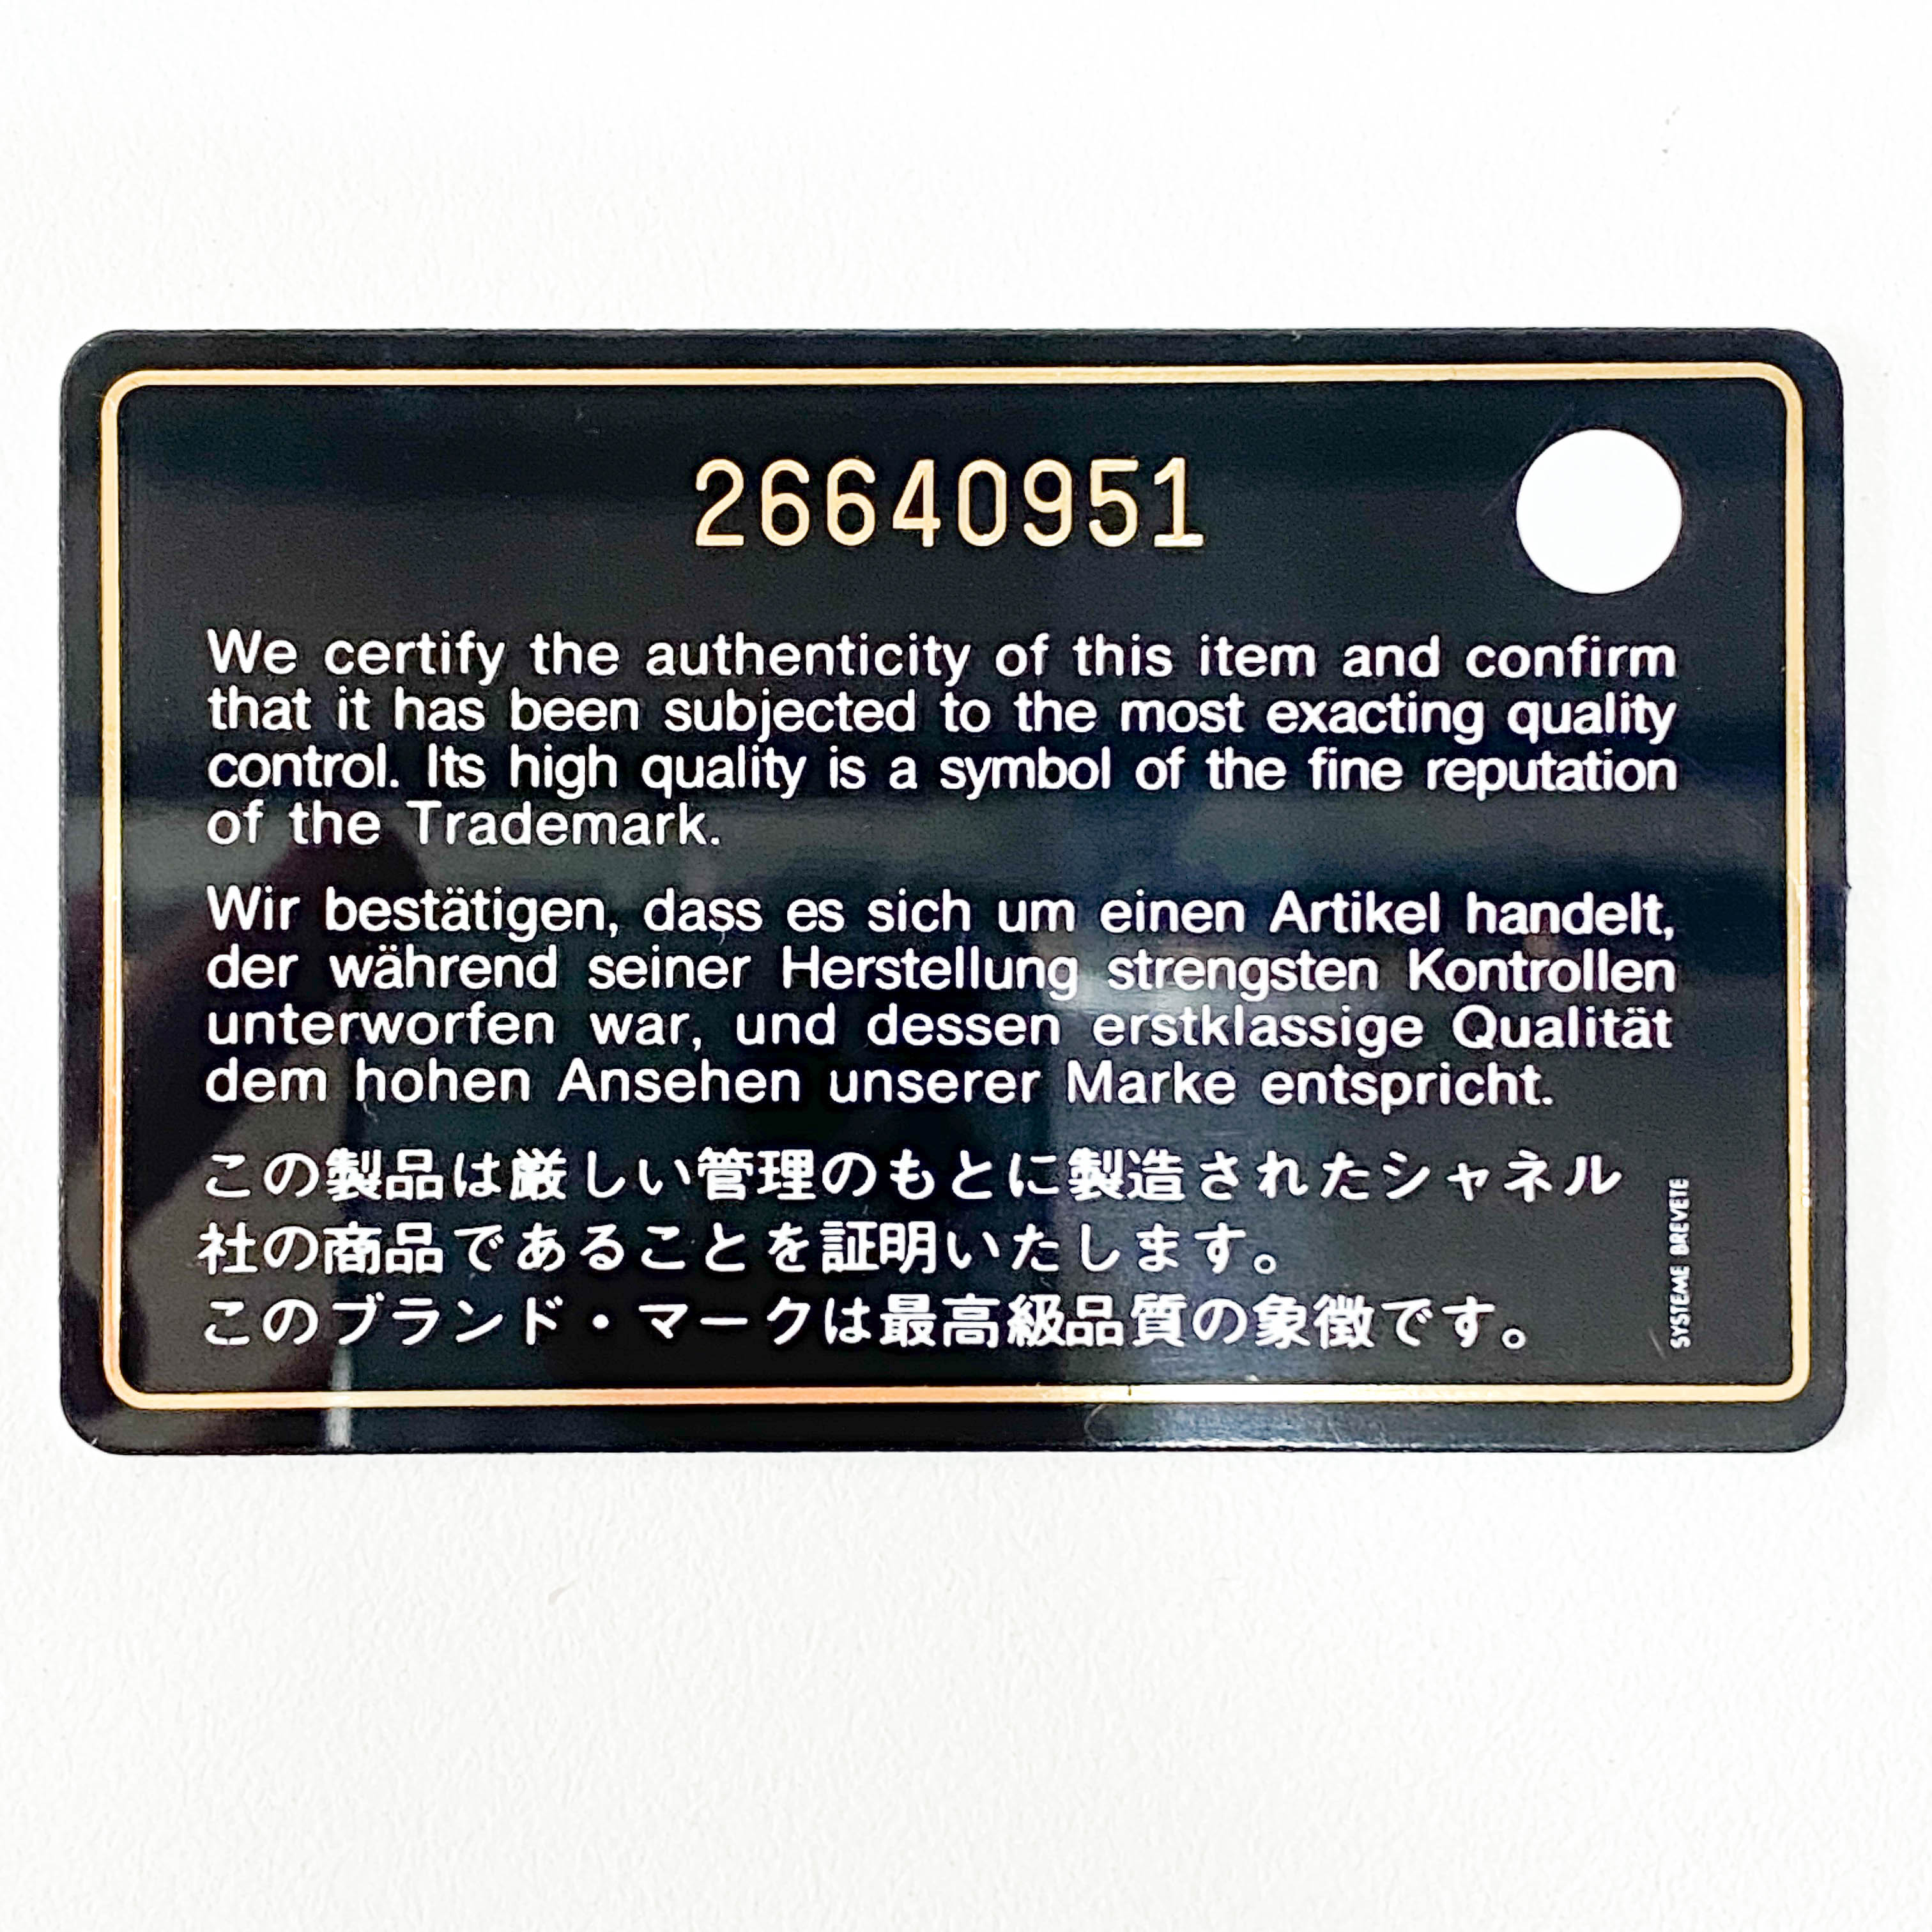 26640951
We certify the authenticity of this item and confirm
that it has been subjected to the most exacting quality
control. Its high quality is a symbol of the fine reputation
of the Trademark.
Wir bestätigen, dass es sich um einen Artikel handelt,
der während seiner Herstellung strengsten Kontrollen
unterworfen war, und dessen erstklassige Qualität
dem hohen Ansehen unserer Marke entspricht.
この製品は厳しい管理のもとに製造されたシャネル
社の商品であることを証明いたします。
このブランド・マークは最高級品質の象徴です。
SYSTEME BREVETE